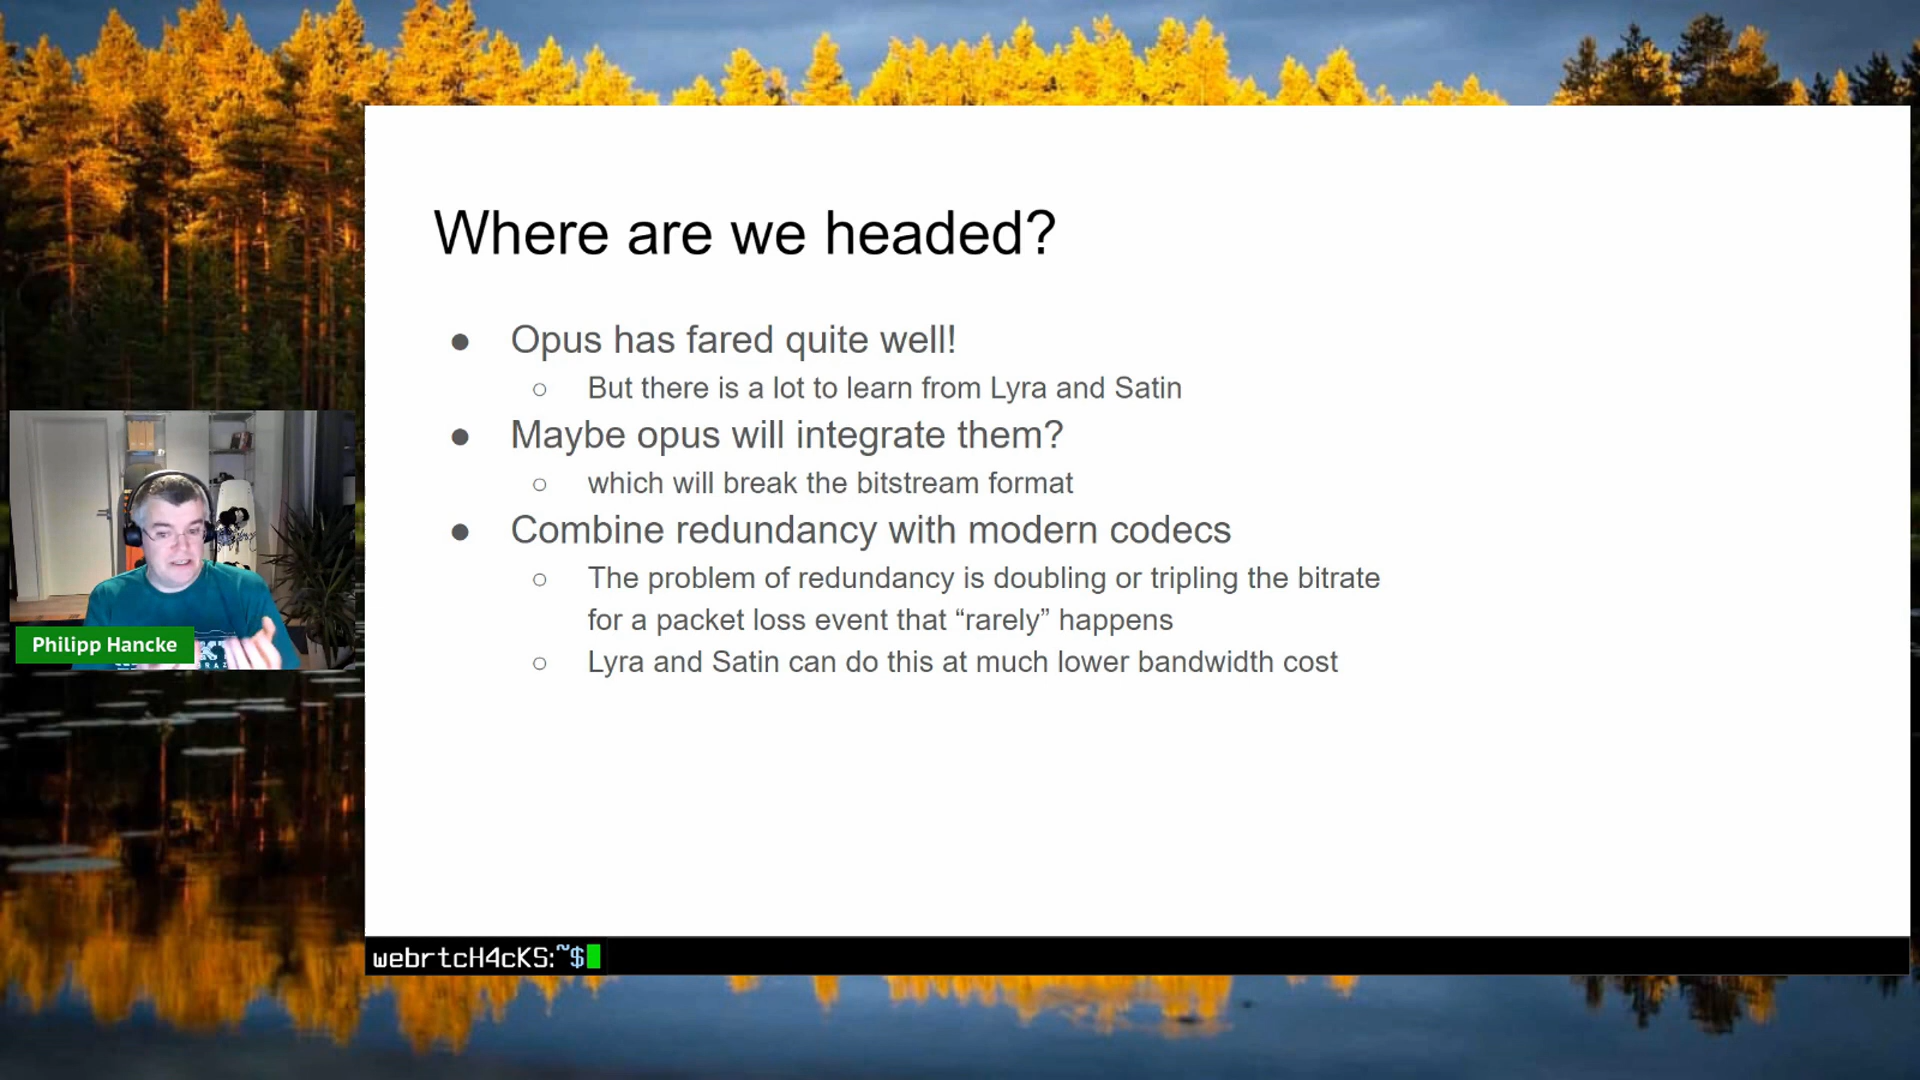 Where are we headed?
● Opus has fared quite well!
○ But there is a lot to learn from Lyra and Satin
● Maybe opus will integrate them?
○ which will break the bitstream format
● Combine redundancy with modern codecs
○ The problem of redundancy is doubling or tripling the bitrate
for a packet loss event that “rarely” happens
○ Lyra and Satin can do this at much lower bandwidth cost
Philipp Hancke
webrtcH4cKS:~$